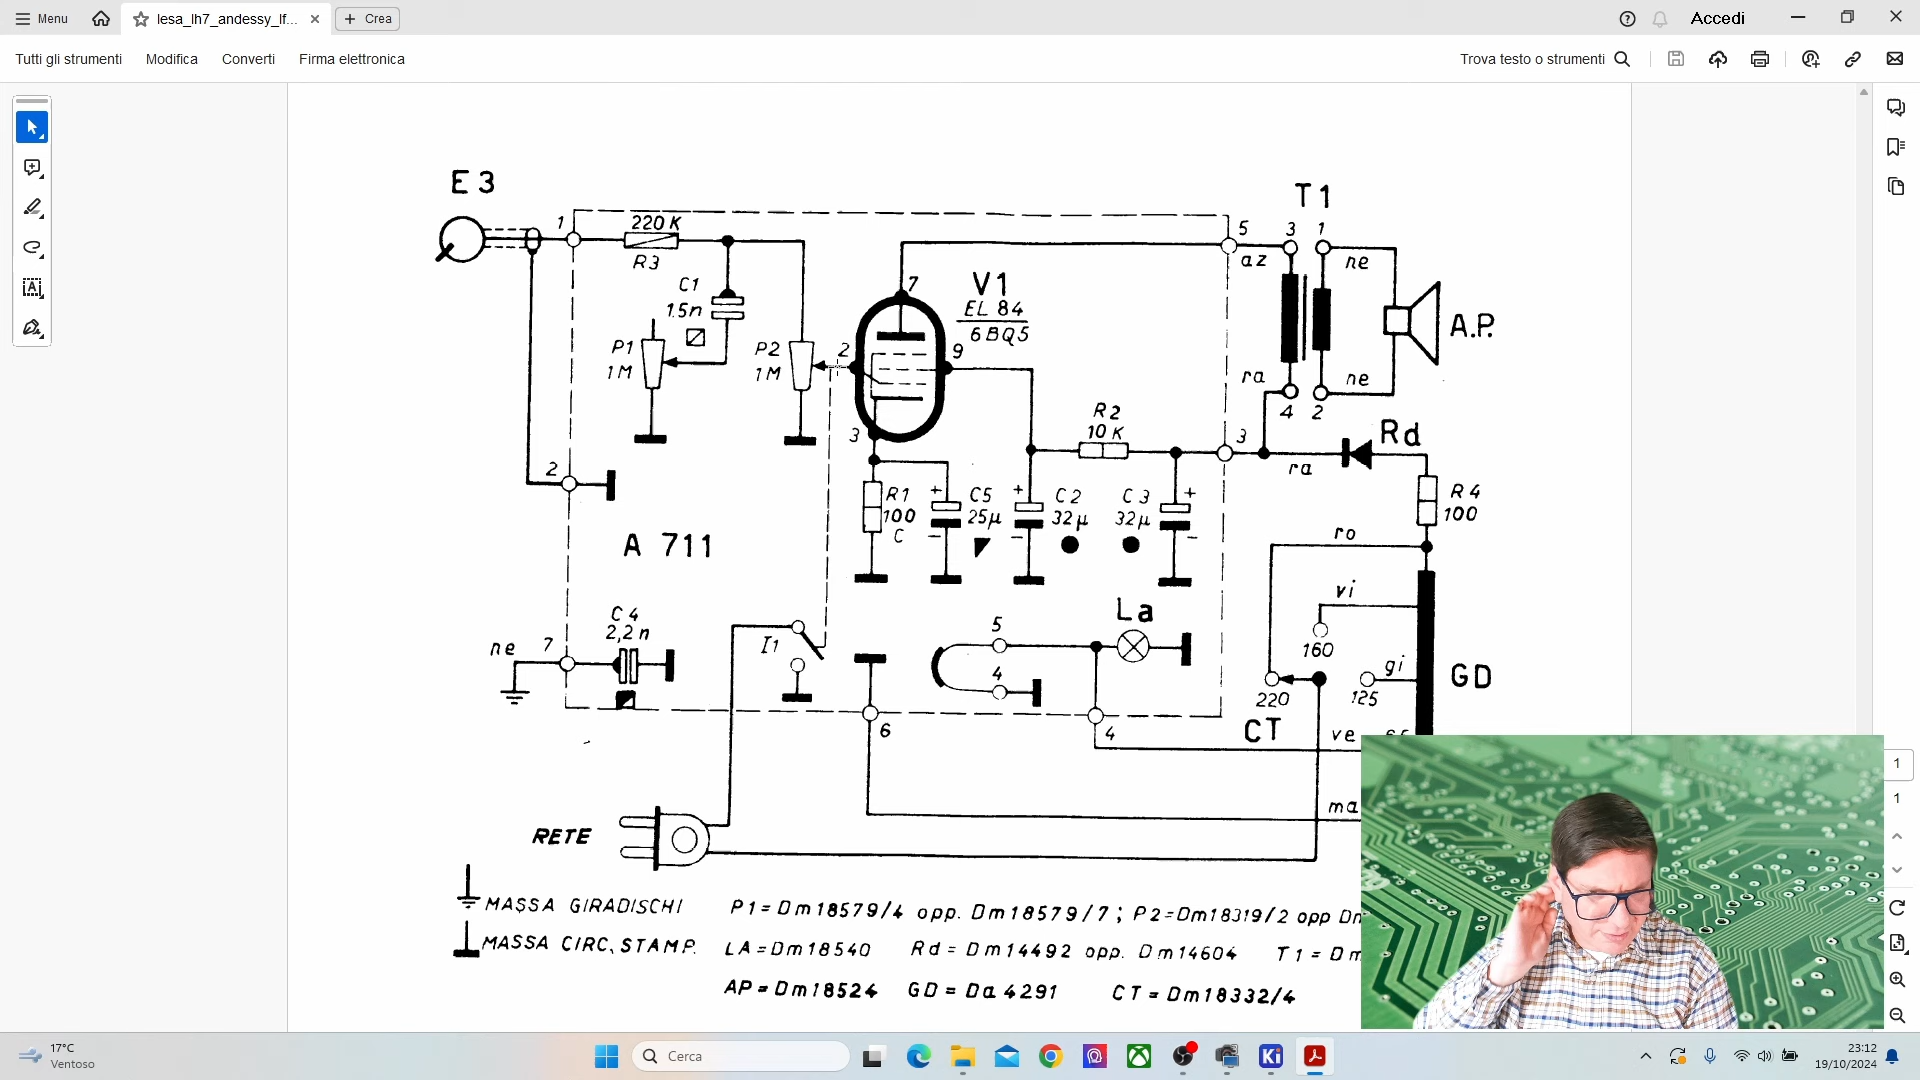 Menu
lesa_lh7_andessy_lf...
Crea
Accedi
Tutti gli strumenti
Modifica
Converti
Firma elettronica
Trova testo o strumenti
E3
T1
1
220K
5
3
1
R3
az
ne
V1
7
C1
1.5n
EL 84
6BQ5
P1
1M
P2
1M
2
9
A.P.
ra
ne
4
2
R2
10K
3
3
Rd
ra
2
R1
100
C
+
C5
25µ
−
+
C2
32µ
−
C3
32µ
+
−
R4
100
ro
A 711
vi
C4
2,2n
La
ne
7
I1
5
4
160
gi
GD
220
125
CT
6
4
ve
ma
RETE
MASSA GIRADISCHI
P1=Dm18579/4 opp. Dm18579/7; P2=Dm18319/2 opp
MASSA CIRC. STAMP.
LA=Dm18540 Rd=Dm14492 opp. Dm14604 T1=
AP=Dm18524 GD=Da4291 CT=Dm18332/4
1
1
17°C
Ventoso
Cerca
Ki
23:12
19/10/2024